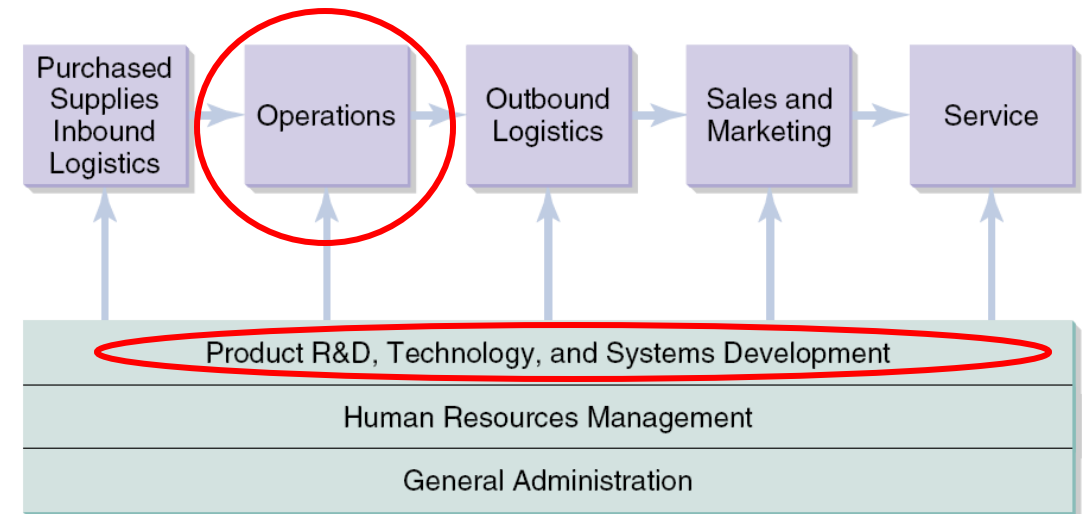 Purchased
Supplies
Inbound
Logistics
Operations
Outbound
Logistics
Sales and
Marketing
Service
Product R&D, Technology, and Systems Development
Human Resources Management
General Administration